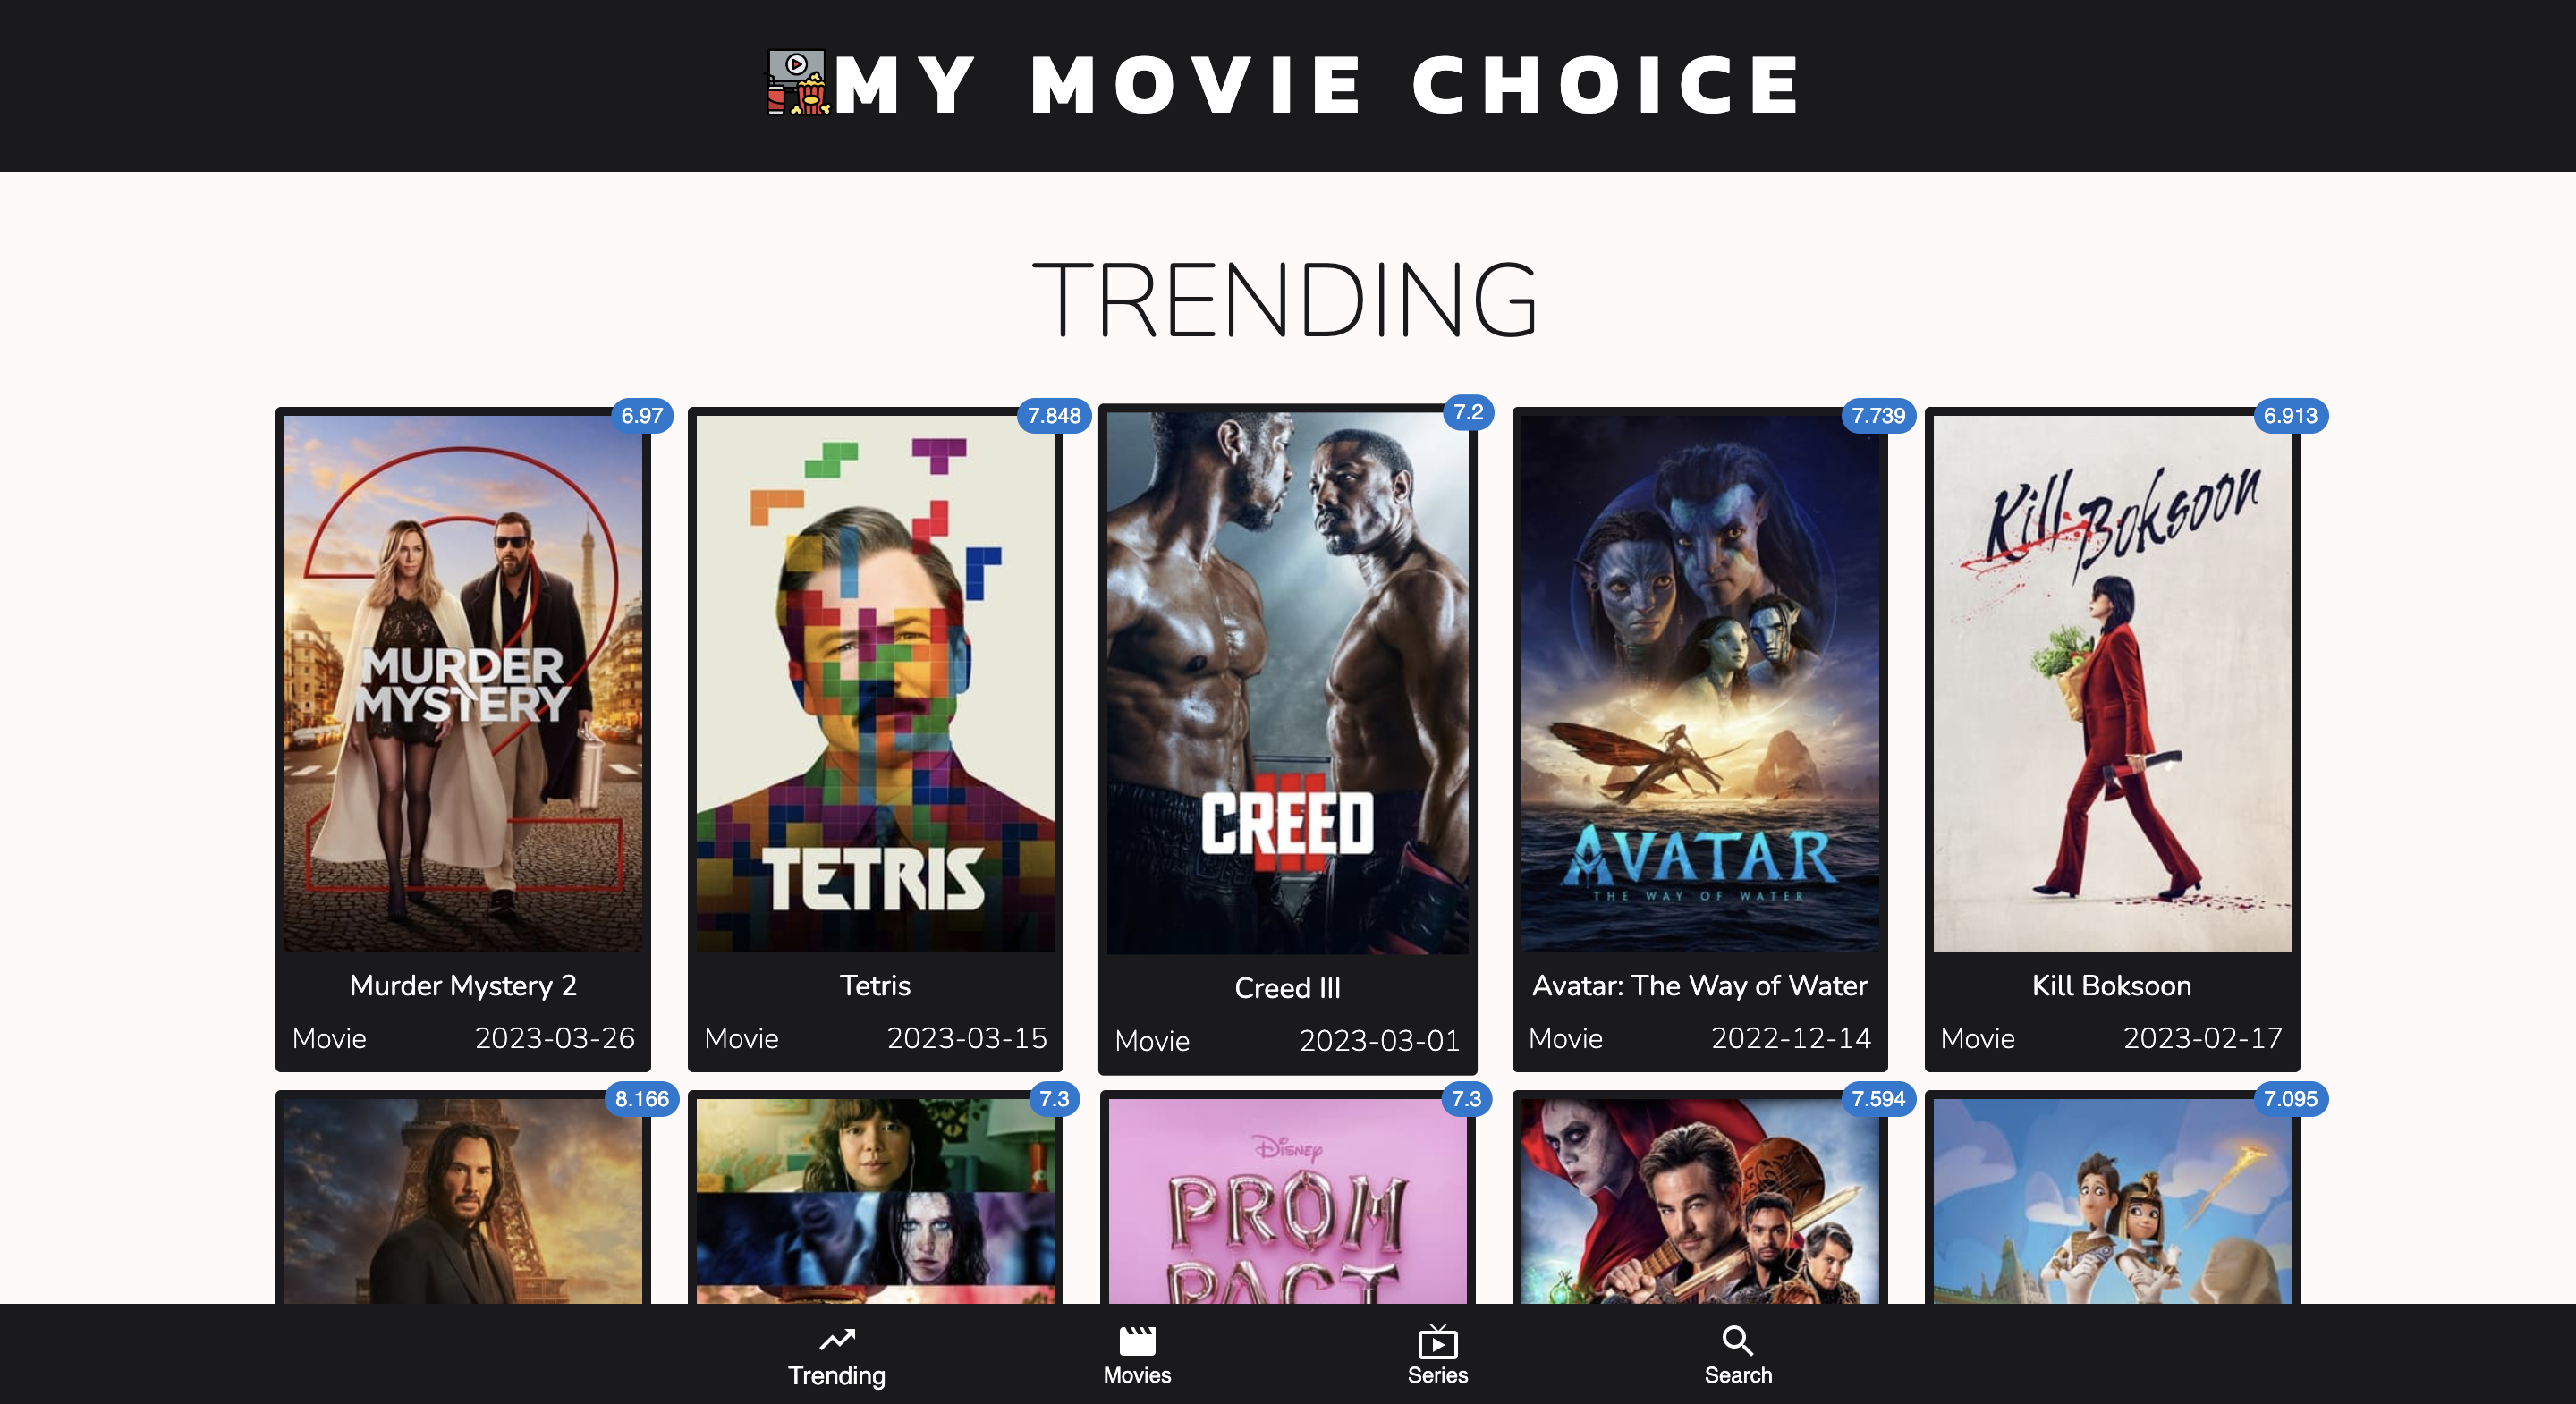 MY MOVIE CHOICE
TRENDING
6.97
7.848
7.2
7.739
6.913
MURDER
MYSTERY
2
TETRIS
CREED
III
AVATAR
THE WAY OF WATER
Kill Boksoon
Murder Mystery 2
Tetris
Creed III
Avatar: The Way of Water
Kill Boksoon
Movie 2023-03-26
Movie 2023-03-15
Movie 2023-03-01
Movie 2022-12-14
Movie 2023-02-17
8.166
7.3
7.3
7.594
7.095
DISNEY
PROM
PACT
Trending
Movies
Series
Search